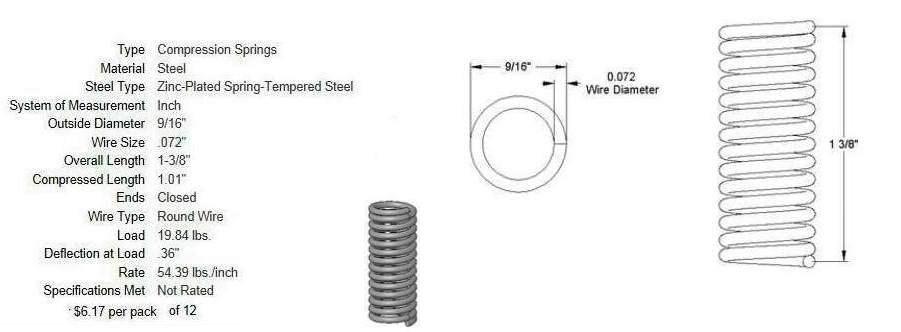 Type Compression Springs
Material Steel
Steel Type Zinc-Plated Spring-Tempered Steel
System of Measurement Inch
Outside Diameter 9/16"
Wire Size .072"
Overall Length 1-3/8"
Compressed Length 1.01"
Ends Closed
Wire Type Round Wire
Load 19.84 lbs.
Deflection at Load .36"
Rate 54.39 lbs./inch
Specifications Met Not Rated
$6.17 per pack of 12
9/16"
0.072
Wire Diameter
1 3/8"